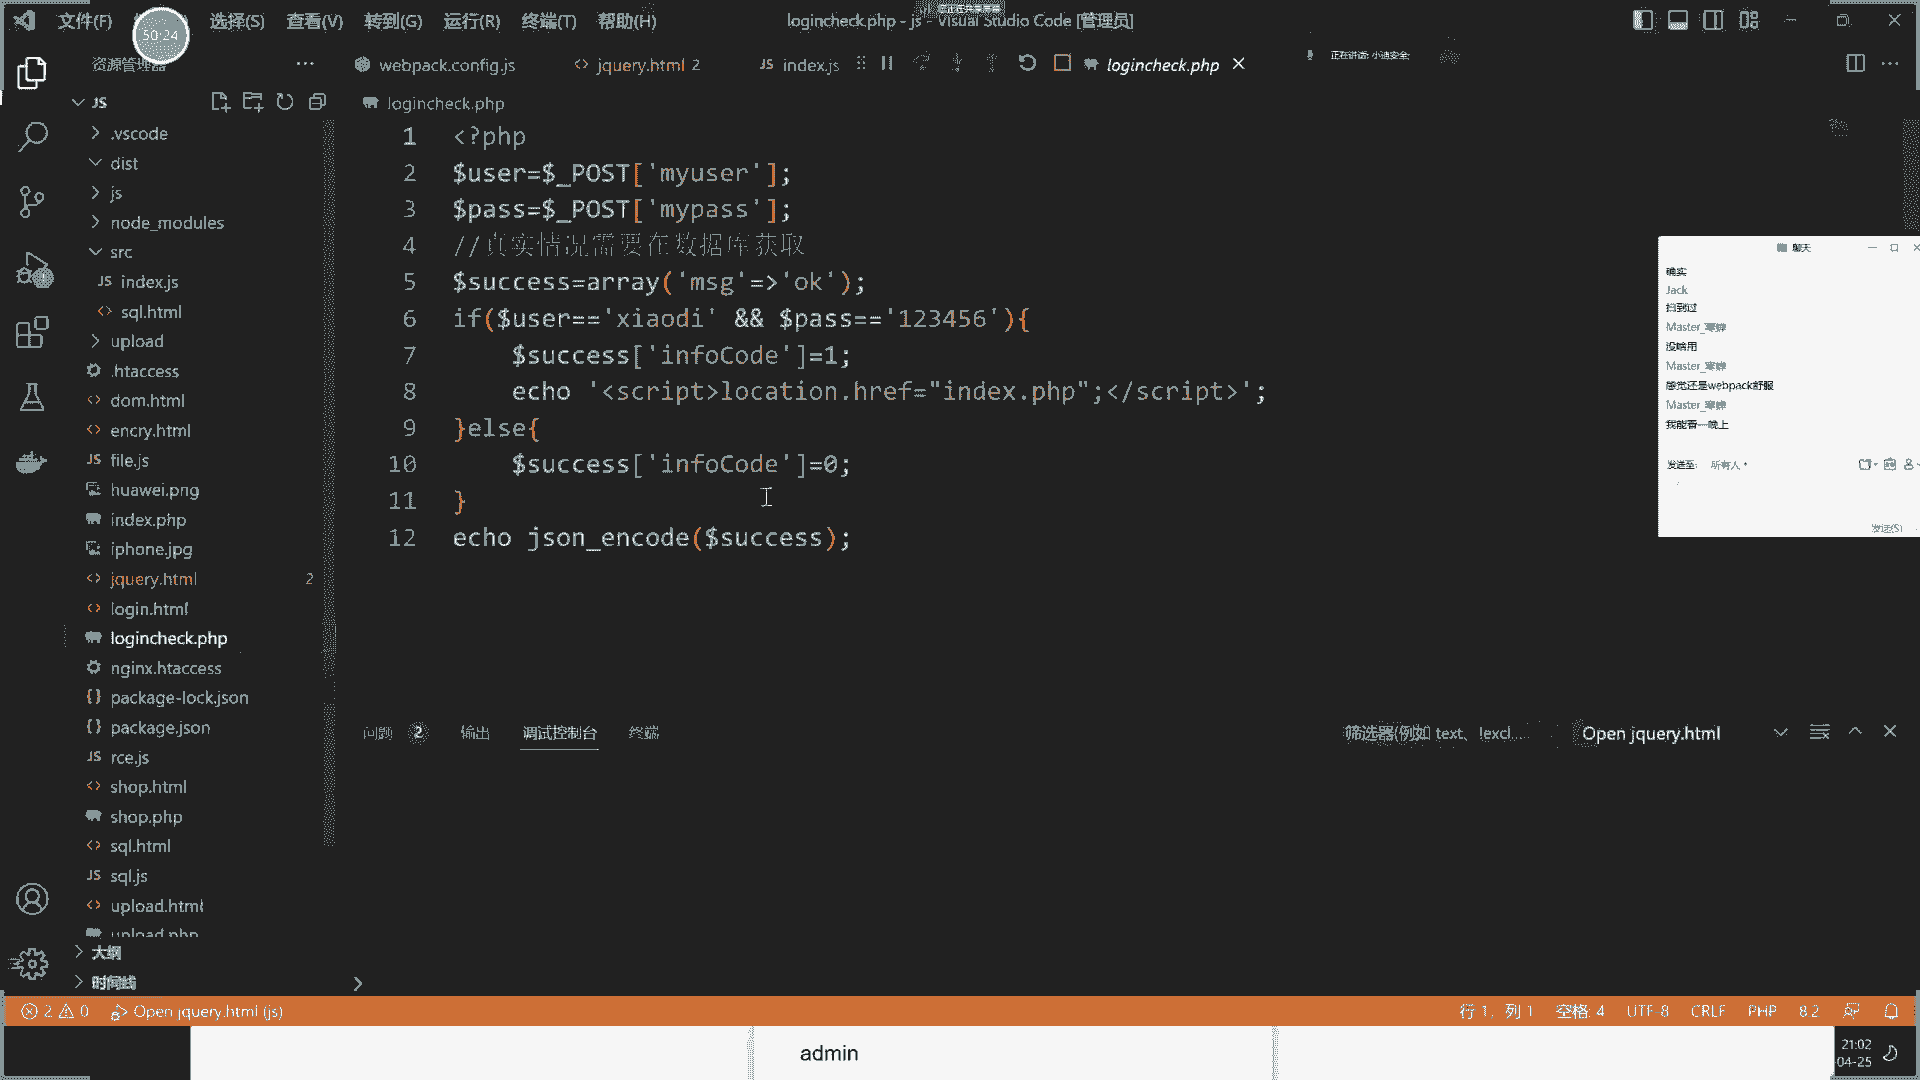 文件(F)
选择(S)
查看(V)
转到(G)
运行(R)
终端(T)
帮助(H)
logincheck.php - js - Visual Studio Code [管理员]
50:24
资源管理器
webpack.config.js
jquery.html 2
JS index.js
logincheck.php
正在讲话: 小迪安全;
JS
logincheck.php
.vscode
dist
js
node_modules
src
JS index.js
sql.html
upload
.htaccess
dom.html
encry.html
JS file.js
huawei.png
index.php
iphone.jpg
jquery.html 2
login.html
logincheck.php
nginx.htaccess
{} package-lock.json
{} package.json
JS rce.js
shop.html
shop.php
sql.html
JS sql.js
upload.html
upload.php
大纲
时间线
1 <?php
2 $user=$_POST['myuser'];
3 $pass=$_POST['mypass'];
4 //真实情况需要在数据库获取
5 $success=array('msg'=>'ok');
6 if($user=='xiaodi' && $pass=='123456'){
7 $success['infoCode']=1;
8 echo '<script>location.href="index.php";</script>';
9 }else{
10 $success['infoCode']=0;
11 }
12 echo json_encode($success);
聊天
确实
Jack
扫到过
没啥用
感觉还是webpack舒服
我能看一晚上
发送至: 所有人
发送(S)
问题 2
输出
调试控制台
终端
筛选器(例如 text、!excl...
Open jquery.html
2 0
Open jquery.html (js)
行 1, 列 1
空格: 4
UTF-8
CRLF
PHP
8.2
admin
21:02
04-25